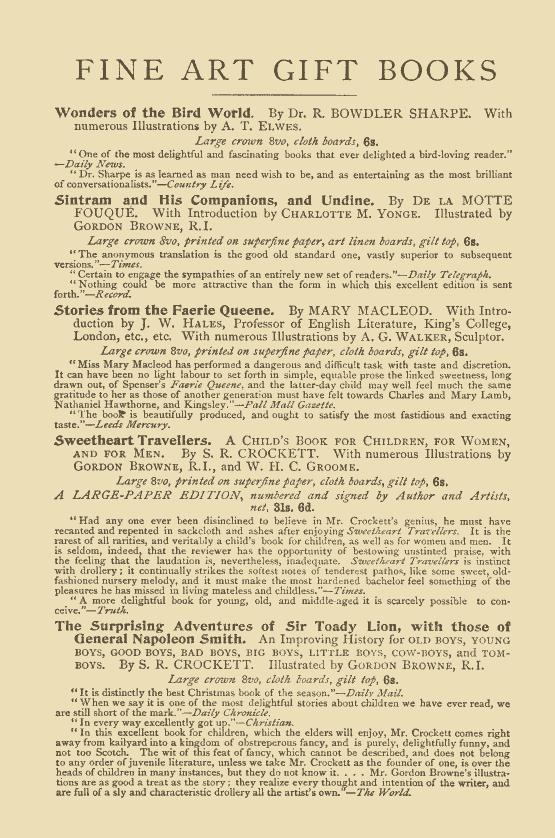 FINE ART GIFT BOOKS
Wonders of the Bird World. By Dr. R. BOWDLER SHARPE. With
numerous Illustrations by A. T. ELWES.
Large crown 8vo, cloth boards, 6s.
"One of the most delightful and fascinating books that ever delighted a bird-loving reader."
—Daily News.
"Dr. Sharpe is as learned as man need wish to be, and as entertaining as the most brilliant
of conversationalists."—Country Life.
Sintram and His Companions, and Undine. By DE LA MOTTE
FOUQUE. With Introduction by CHARLOTTE M. YONGE. Illustrated by
GORDON BROWNE, R.I.
Large crown 8vo, printed on superfine paper, art linen boards, gilt top, 6s.
"The anonymous translation is the good old standard one, vastly superior to subsequent
versions."—Times.
"Certain to engage the sympathies of an entirely new set of readers."—Daily Telegraph.
"Nothing could be more attractive than the form in which this excellent edition is sent
forth."—Record.
Stories from the Faerie Queene. By MARY MACLEOD. With Intro-
duction by J. W. HALES, Professor of English Literature, King's College,
London, etc., etc. With numerous Illustrations by A. G. WALKER, Sculptor.
Large crown 8vo, printed on superfine paper, cloth boards, gilt top, 6s.
"Miss Mary Macleod has performed a dangerous and difficult task with taste and discretion.
It can have been no light labour to set forth in simple, equable prose the linked sweetness, long
drawn out, of Spenser's Faerie Queene, and the latter-day child may well feel much the same
gratitude to her as those of another generation must have felt towards Charles and Mary Lamb,
Nathaniel Hawthorne, and Kingsley."—Pall Mall Gazette.
"The book is beautifully produced, and ought to satisfy the most fastidious and exacting
taste."—Leeds Mercury.
Sweetheart Travellers. A CHILD'S BOOK FOR CHILDREN, FOR WOMEN,
AND FOR MEN. By S. R. CROCKETT. With numerous Illustrations by
GORDON BROWNE, R.I., and W. H. C. GROOME.
Large 8vo, printed on superfine paper, cloth boards, gilt top, 6s.
A LARGE-PAPER EDITION, numbered and signed by Author and Artists,
net, 31s. 6d.
"Had any one ever been disinclined to believe in Mr. Crockett's genius, he must have
recanted and repented in sackcloth and ashes after enjoying Sweetheart Travellers. It is the
rarest of all rarities, and veritably a child's book for children, as well as for women and men. It
is seldom, indeed, that the reviewer has the opportunity of bestowing unstinted praise, with
the feeling that the laudation is, nevertheless, inadequate. Sweetheart Travellers is instinct
with drollery; it continually strikes the softest notes of tenderest pathos, like some sweet, old-
fashioned nursery melody, and it must make the most hardened bachelor feel something of the
pleasures he has missed in living mateless and childless."—Times.
"A more delightful book for young, old, and middle-aged it is scarcely possible to con-
ceive."—Truth.
The Surprising Adventures of Sir Toady Lion, with those of
General Napoleon Smith. An Improving History for OLD BOYS, YOUNG
BOYS, GOOD BOYS, BAD BOYS, BIG BOYS, LITTLE BOYS, COW-BOYS, and TOM-
BOYS. By S. R. CROCKETT. Illustrated by GORDON BROWNE, R.I.
Large crown 8vo, cloth boards, gilt top, 6s.
"It is distinctly the best Christmas book of the season."—Daily Mail.
"When we say it is one of the most delightful stories about children we have ever read, we
are still short of the mark."—Daily Chronicle.
"In every way excellently got up."—Christian.
"In this excellent book for children, which the elders will enjoy, Mr. Crockett comes right
away from kailyard into a kingdom of obstreperous fancy, and is purely, delightfully funny, and
not too Scotch. The wit of this feat of fancy, which cannot be described, and does not belong
to any order of juvenile literature, unless we take Mr. Crockett as the founder of one, is over the
heads of children in many instances, but they do not know it. . . . Mr. Gordon Browne's illustra-
tions are as good a treat as the story; they realize every thought and intention of the writer, and
are full of a sly and characteristic drollery all the artist's own."—The World.